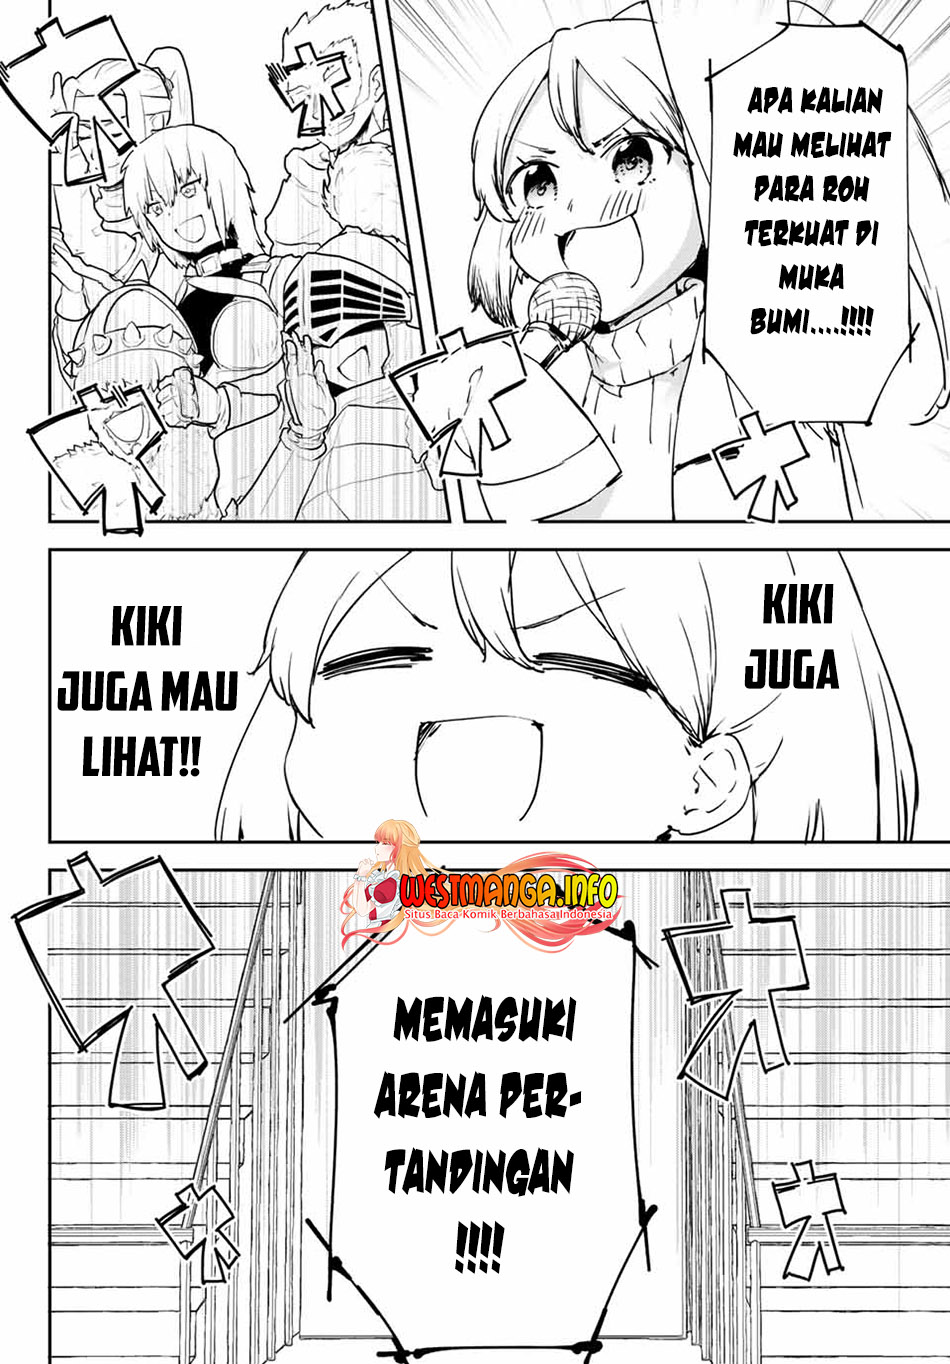 APA KALIAN
MAU MELIHAT
PARA ROH
TERKUAT DI
MUKA
BUMI....!!!!
KIKI
JUGA
KIKI
JUGA MAU
LIHAT!!
WESTMANGA.INFO
Situs Baca Komik Berbahasa Indonesia
MEMASUKI
ARENA PER-
TANDINGAN
!!!!